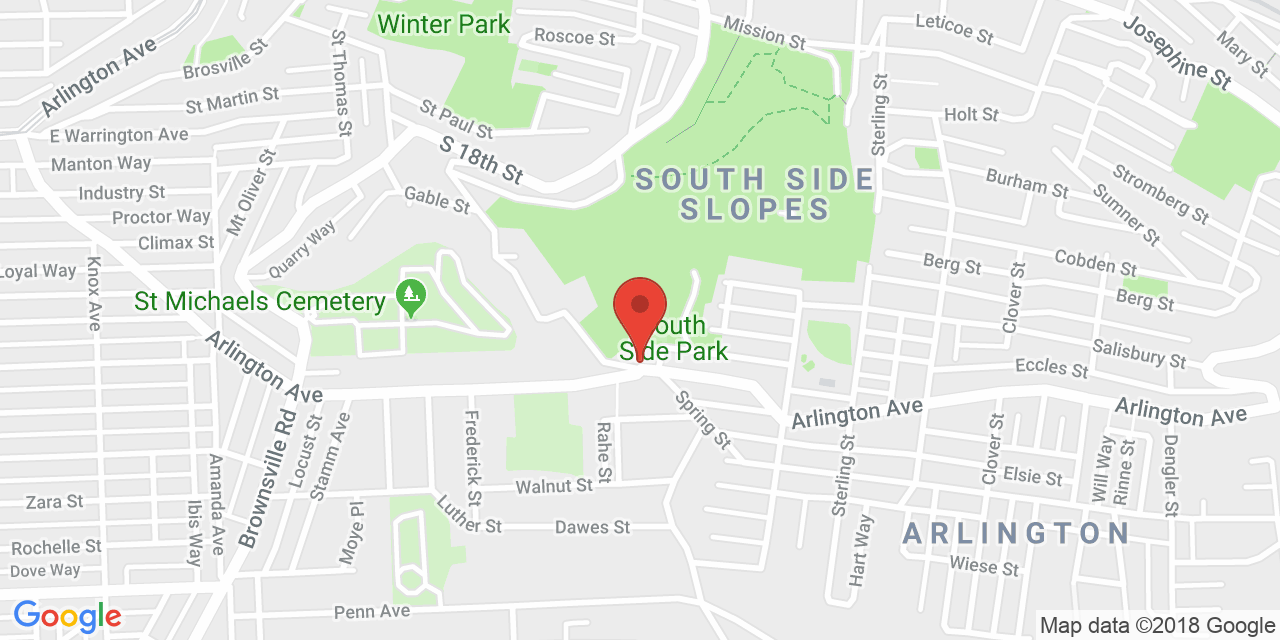 Winter Park
Roscoe St
Mission St
Leticoe St
Josephine St
Mary St
Arlington Ave
Brosville St
St Thomas St
St Martin St
St Paul St
S 18th St
Sterling St
Holt St
E Warrington Ave
Manton Way
Industry St
Proctor Way
Climax St
Mt Oliver St
Gable St
Quarry Way
SOUTH SIDE
SLOPES
Burham St
Sumner St
Stromberg St
Loyal Way
Knox Ave
Berg St
Clover St
Cobden St
Berg St
St Michaels Cemetery
Arlington Ave
South
Side Park
Salisbury St
Eccles St
Arlington Ave
Arlington Ave
Brownsville Rd
Locust St
Stamm Ave
Frederick St
Rahe St
Spring St
Sterling St
Clover St
Elsie St
Will Way
Rinne St
Dengler St
Zara St
Ibis Way
Amanda Ave
Moye Pl
Luther St
Walnut St
Dawes St
Hart Way
ARLINGTON
Wiese St
Rochelle St
Dove Way
Penn Ave
Google
Map data ©2018 Google